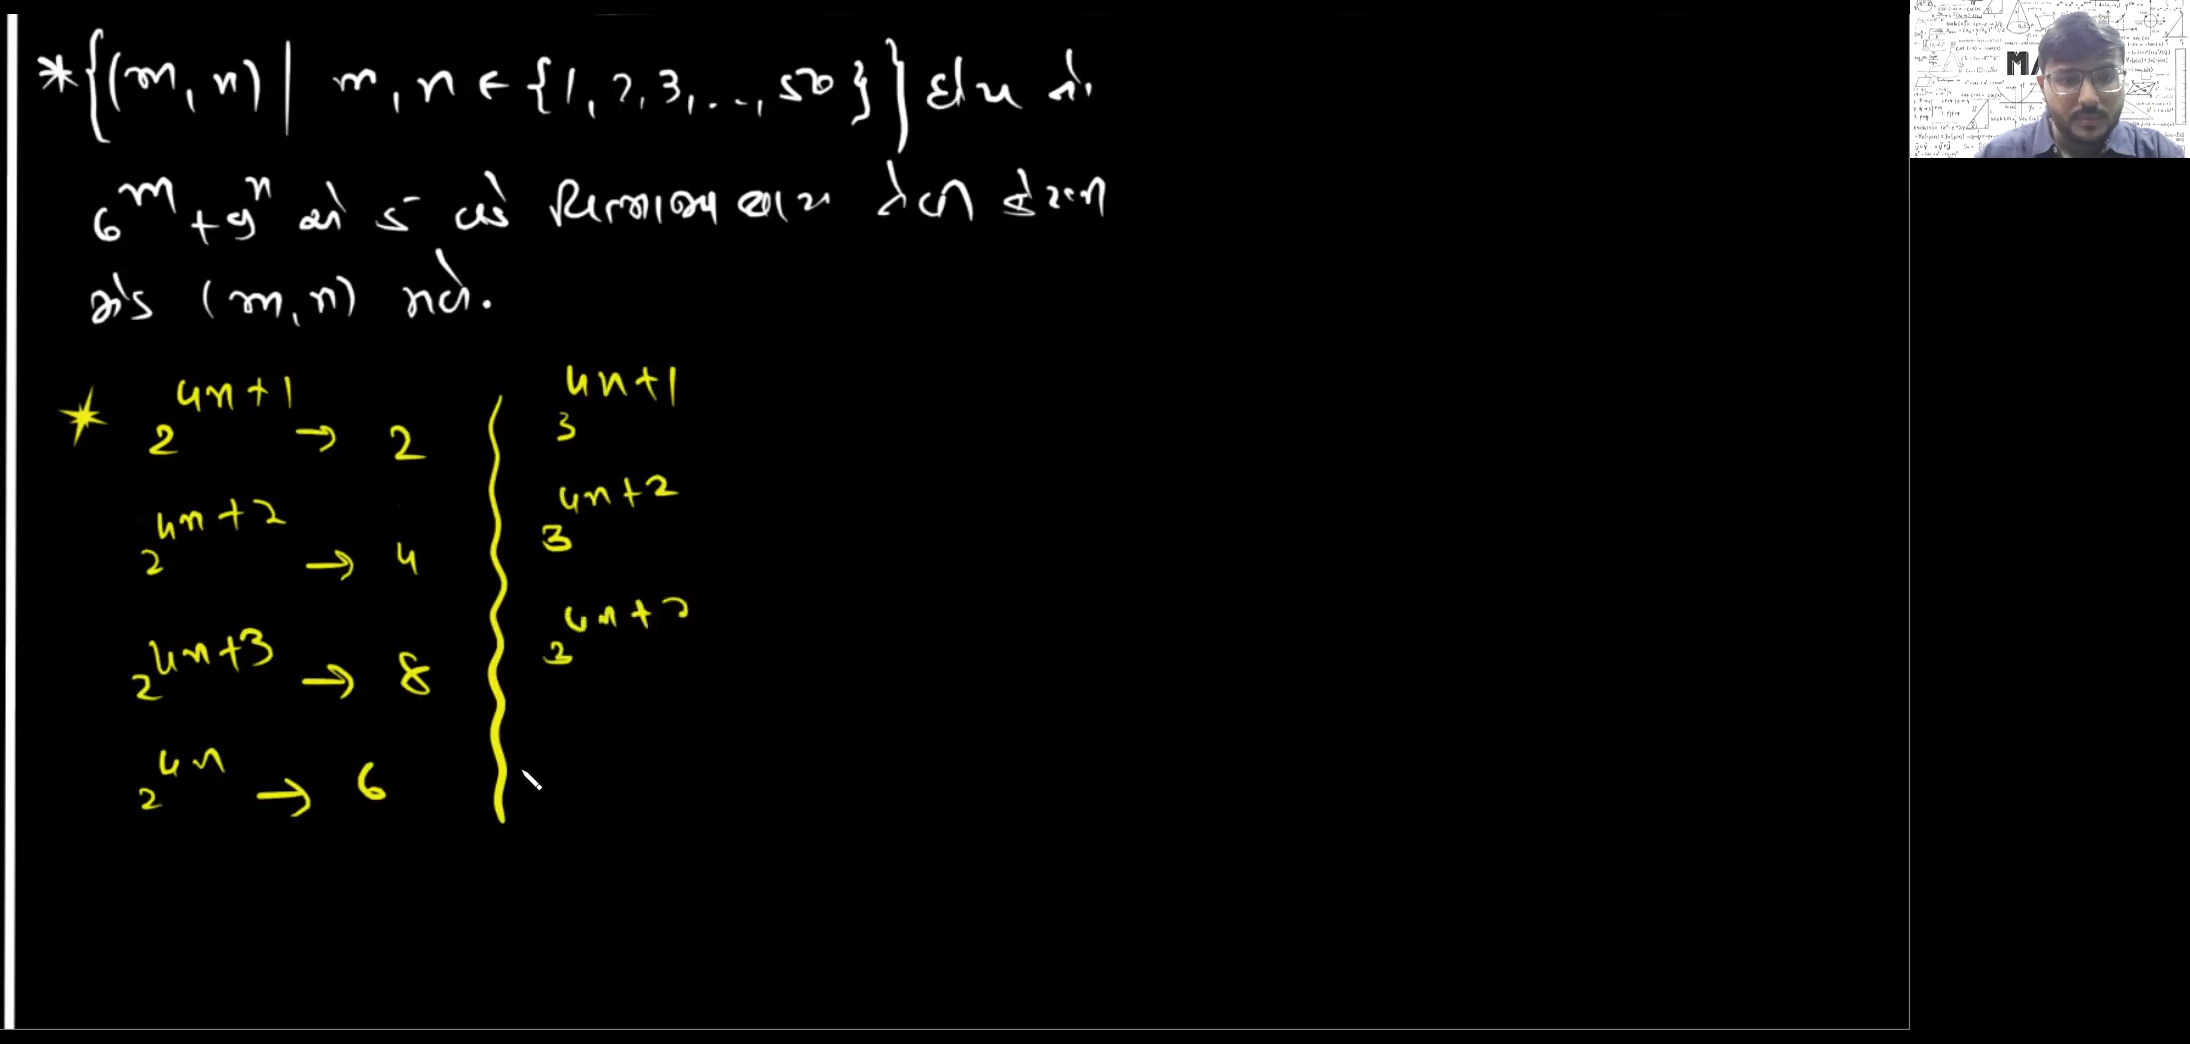 *{(m, n) | m, n ∈ {1, 2, 3, ..., 50}} હોય તો
6^m + 9^n એ 5 વડે વિભાજ્ય થાય તેવી કેટલી
જોડ (m, n) મળે.
* 2^{4n+1} → 2
2^{4n+2} → 4
2^{4n+3} → 8
2^{4n} → 6
3^{4n+1}
3^{4n+2}
3^{4n+3}